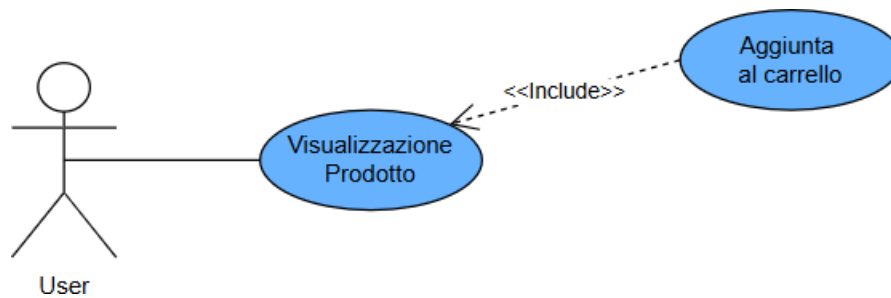 Aggiunta
al carrello
<<Include>>
Visualizzazione
Prodotto
User